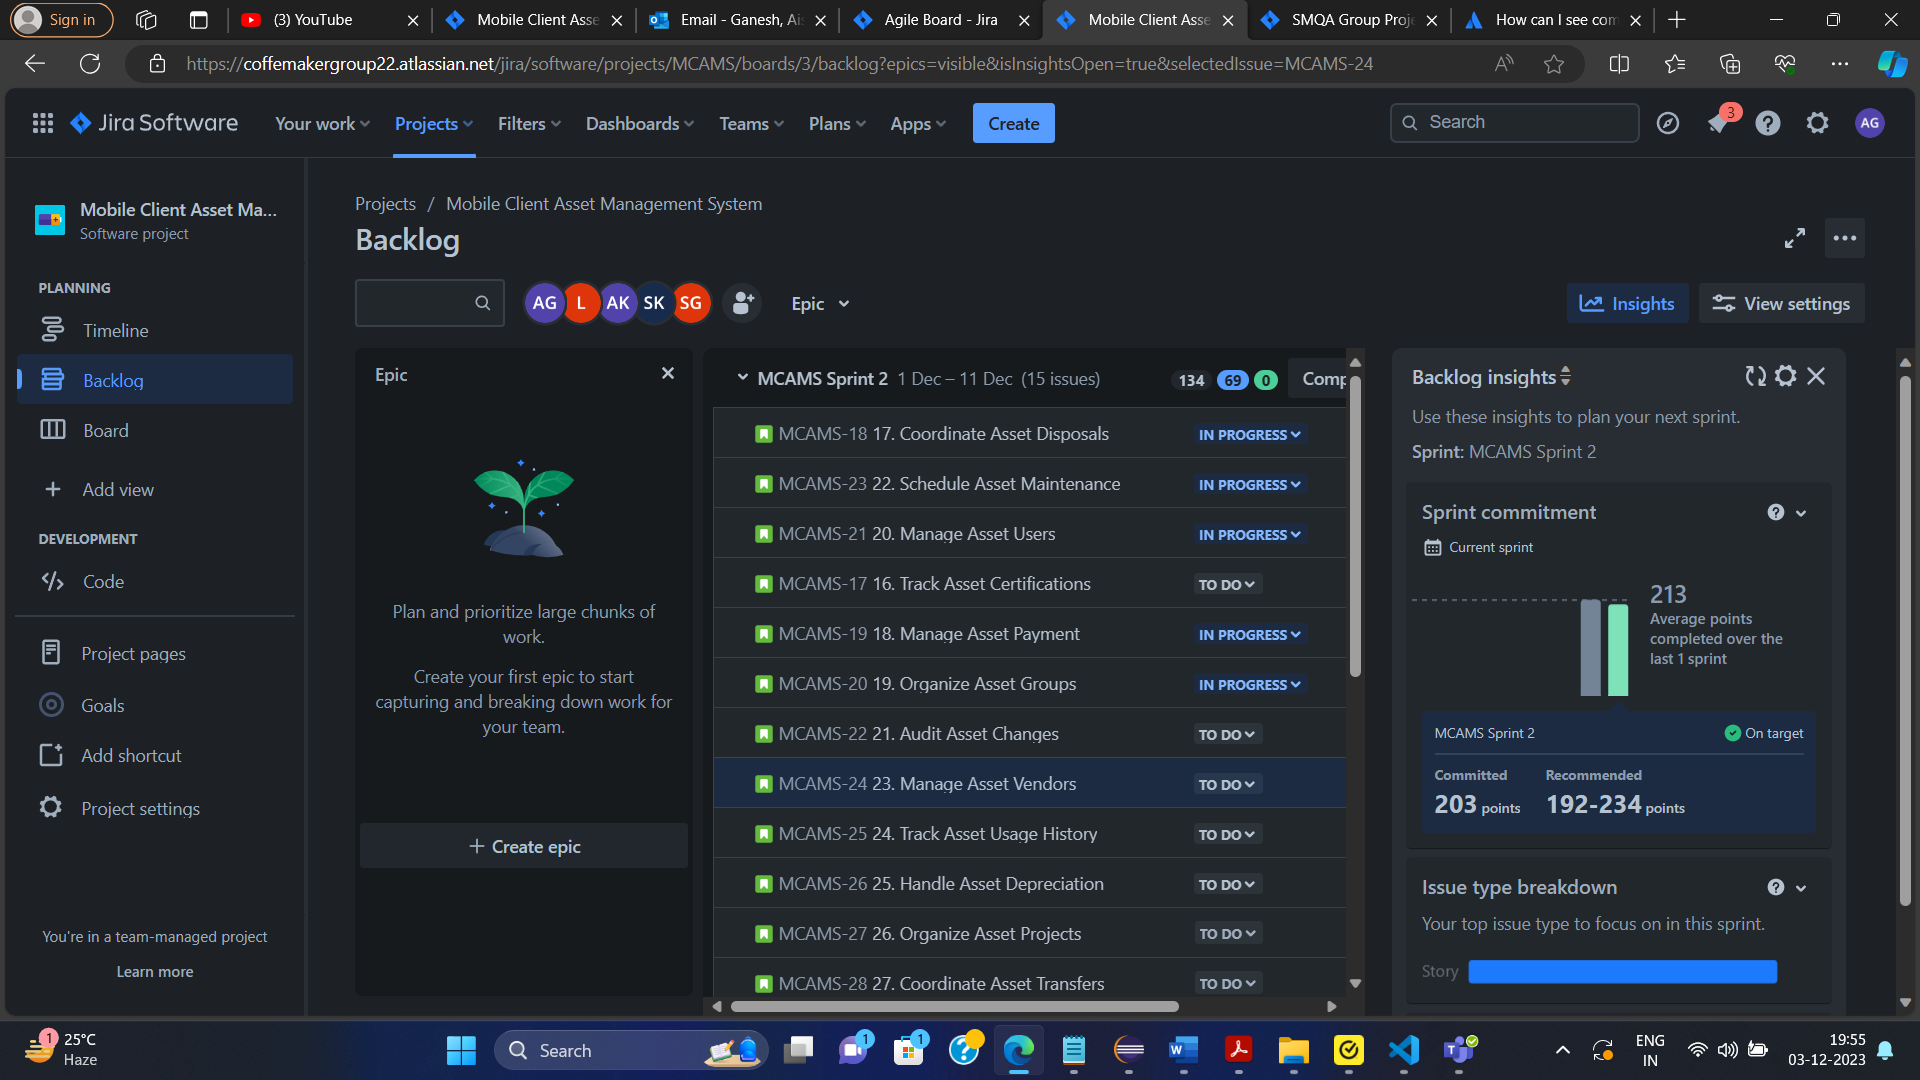 Sign in
(3) YouTube
Mobile Client Asse
Email - Ganesh, Ais
Agile Board - Jira
Mobile Client Asse
SMQA Group Proje
How can I see com
https://coffemakergroup22.atlassian.net/jira/software/projects/MCAMS/boards/3/backlog?epics=visible&isInsightsOpen=true&selectedIssue=MCAMS-24
Jira Software
Your work
Projects
Filters
Dashboards
Teams
Plans
Apps
Create
Search
3
AG
Mobile Client Asset Ma...
Software project
PLANNING
Timeline
Backlog
Board
Add view
DEVELOPMENT
Code
Project pages
Goals
Add shortcut
Project settings
You're in a team-managed project
Learn more
Projects / Mobile Client Asset Management System
Backlog
AG L AK SK SG
Epic
Insights
View settings
Epic
Plan and prioritize large chunks of
work.
Create your first epic to start
capturing and breaking down work for
your team.
+ Create epic
MCAMS Sprint 2 1 Dec – 11 Dec (15 issues) 134 69 0 Comp
MCAMS-18 17. Coordinate Asset Disposals IN PROGRESS
MCAMS-23 22. Schedule Asset Maintenance IN PROGRESS
MCAMS-21 20. Manage Asset Users IN PROGRESS
MCAMS-17 16. Track Asset Certifications TO DO
MCAMS-19 18. Manage Asset Payment IN PROGRESS
MCAMS-20 19. Organize Asset Groups IN PROGRESS
MCAMS-22 21. Audit Asset Changes TO DO
MCAMS-24 23. Manage Asset Vendors TO DO
MCAMS-25 24. Track Asset Usage History TO DO
MCAMS-26 25. Handle Asset Depreciation TO DO
MCAMS-27 26. Organize Asset Projects TO DO
MCAMS-28 27. Coordinate Asset Transfers TO DO
Backlog insights
Use these insights to plan your next sprint.
Sprint: MCAMS Sprint 2
Sprint commitment
Current sprint
213
Average points
completed over the
last 1 sprint
MCAMS Sprint 2 On target
Committed Recommended
203 points 192-234 points
Issue type breakdown
Your top issue type to focus on in this sprint.
Story
1
25°C
Haze
Search
1
1
ENG
IN
19:55
03-12-2023